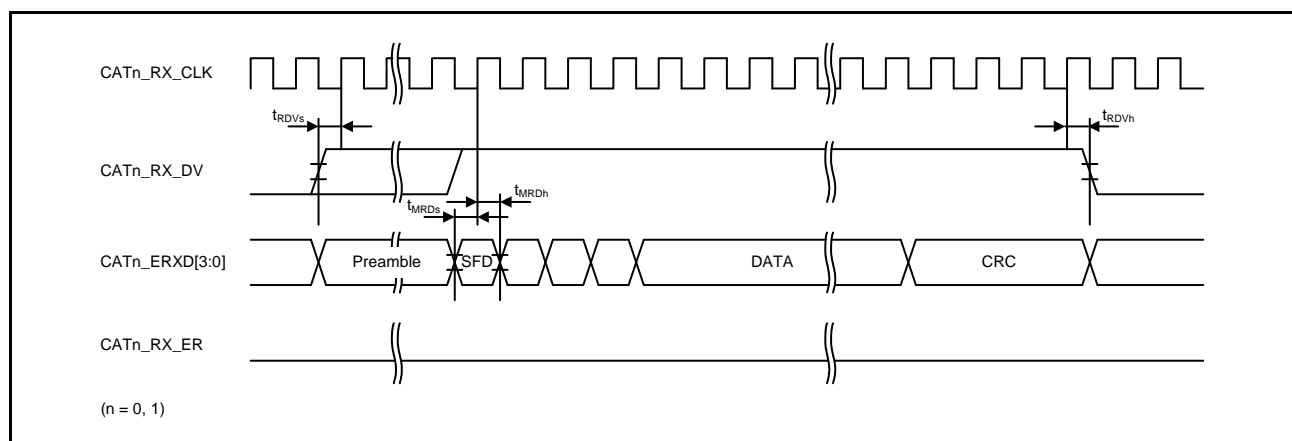 CATn_RX_CLK
tRDVs
tRDVh
CATn_RX_DV
tMRDh
tMRDs
CATn_ERXD[3:0]
Preamble
SFD
DATA
CRC
CATn_RX_ER
(n = 0, 1)